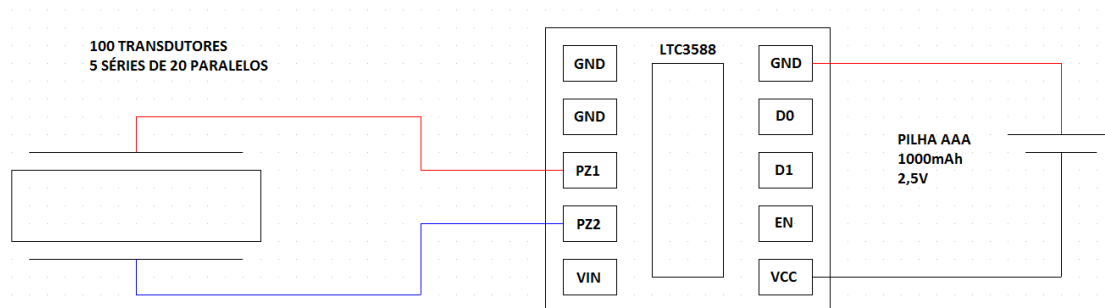 100 TRANSDUTORES
5 SÉRIES DE 20 PARALELOS
LTC3588
GND
GND
PZ1
PZ2
VIN
GND
D0
D1
EN
VCC
PILHA AAA
1000mAh
2,5V